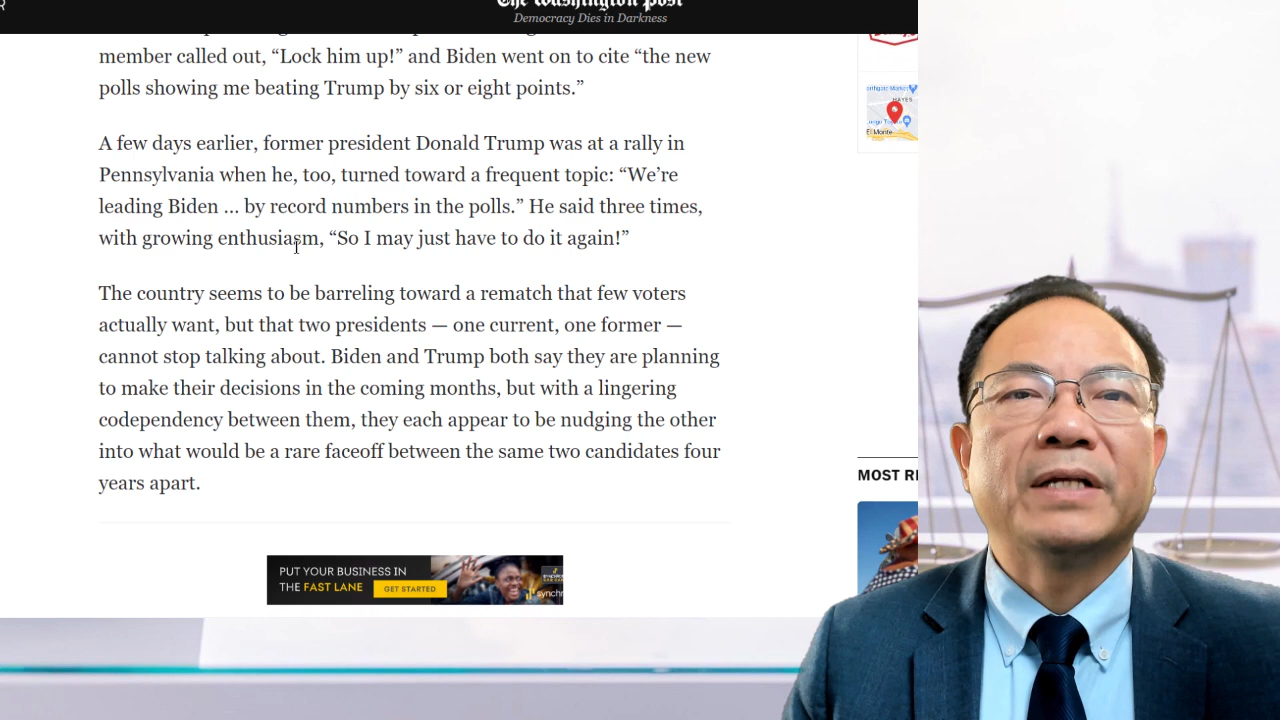 The Washington Post
Democracy Dies in Darkness
member called out, “Lock him up!” and Biden went on to cite “the new
polls showing me beating Trump by six or eight points.”
A few days earlier, former president Donald Trump was at a rally in
Pennsylvania when he, too, turned toward a frequent topic: “We’re
leading Biden ... by record numbers in the polls.” He said three times,
with growing enthusiasm, “So I may just have to do it again!”
The country seems to be barreling toward a rematch that few voters
actually want, but that two presidents — one current, one former —
cannot stop talking about. Biden and Trump both say they are planning
to make their decisions in the coming months, but with a lingering
codependency between them, they each appear to be nudging the other
into what would be a rare faceoff between the same two candidates four
years apart.
HAYES
El Monte
MOST RE
PUT YOUR BUSINESS IN
THE FAST LANE
GET STARTED
synchr